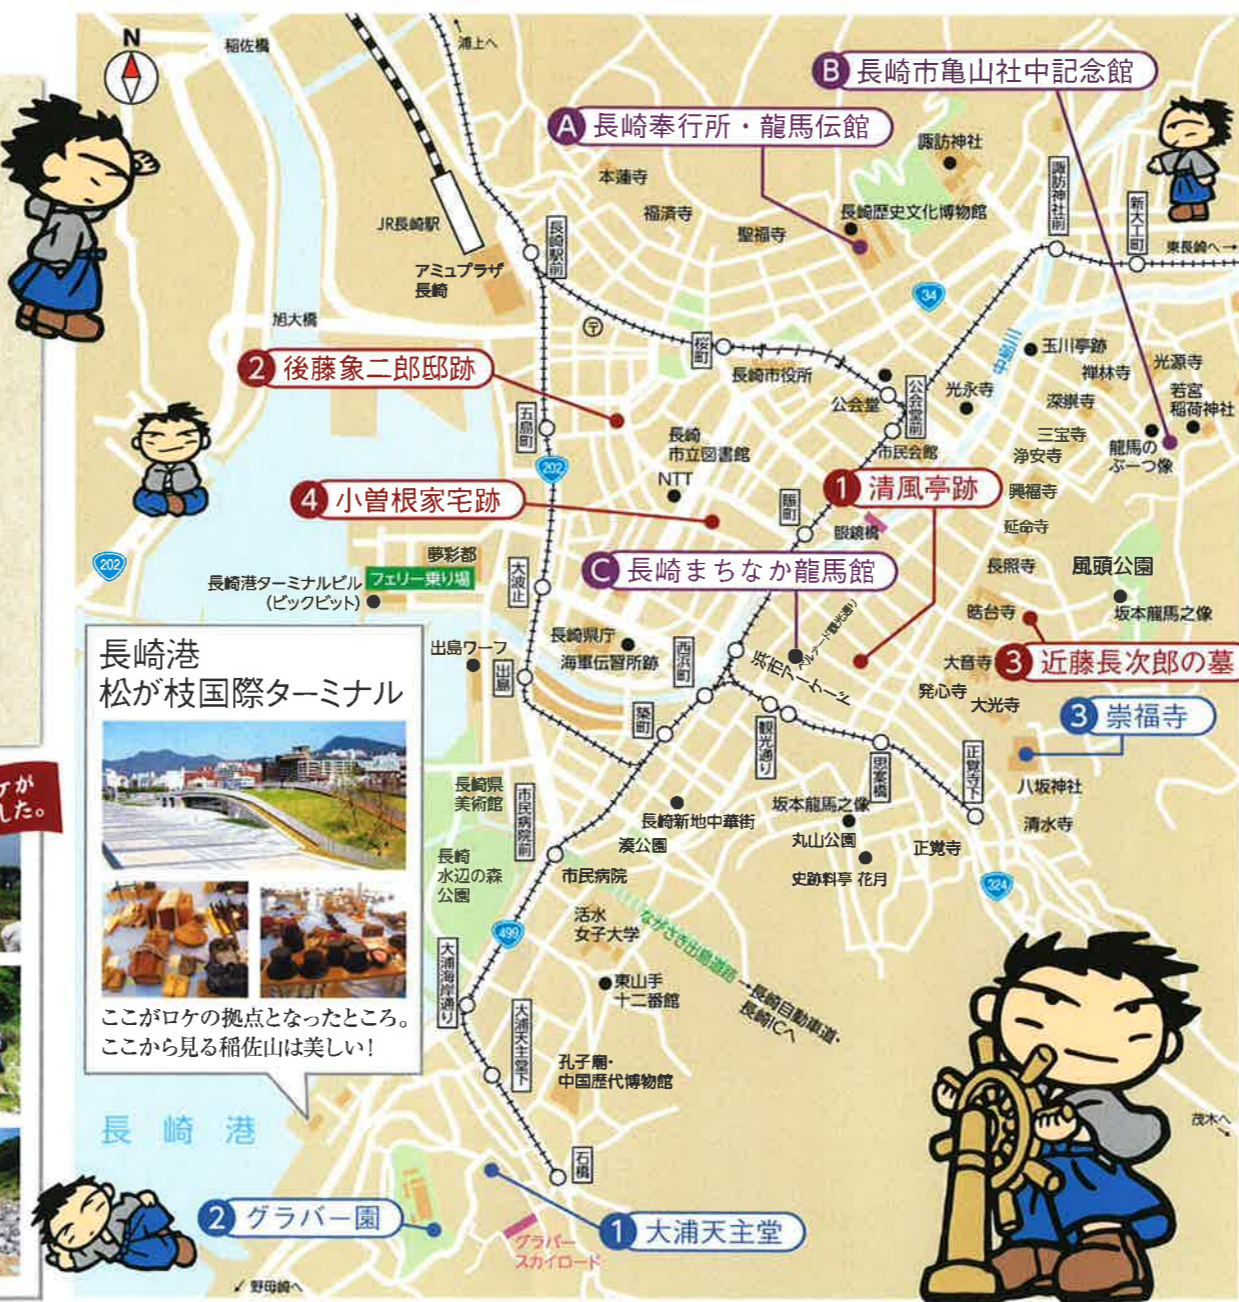 N
稲佐橋
浦上へ
B 長崎市亀山社中記念館
A 長崎奉行所・龍馬伝館
諏訪神社
本蓮寺
福済寺
聖福寺
長崎歴史文化博物館
諏訪神社前
新大工町
東長崎へ→
JR長崎駅
長崎駅前
アミュプラザ
長崎
34
旭大橋
〒
桜町
長崎市役所
中島川
玉川亭跡
禅林寺
光源寺
2 後藤象二郎邸跡
公会堂
公会堂前
光永寺
深崇寺
若宮
稲荷神社
五島町
長崎
市立図書館
市民会館
三宝寺
浄安寺
龍馬の
ぶーつ像
202
NTT
4 小曽根家宅跡
賑町
1 清風亭跡
興福寺
眼鏡橋
延命寺
202
夢彩都
フェリー乗り場
長崎港ターミナルビル
(ビックビット)
大波止
C 長崎まちなか龍馬館
長照寺
風頭公園
晧台寺
坂本龍馬之像
長崎県庁
海軍伝習所跡
西浜町
浜市アーケード
ベルナード観光通り
大音寺
3 近藤長次郎の墓
出島ワーフ
出島
発心寺
大光寺
長崎港
松が枝国際ターミナル
築町
観光通り
思案橋
正覚寺下
3 崇福寺
八坂神社
清水寺
ケが
した。
長崎県
美術館
市民病院前
長崎新地中華街
湊公園
坂本龍馬之像
丸山公園
正覚寺
史跡料亭 花月
長崎
水辺の森
公園
市民病院
324
活水
女子大学
ながさき出島道路
→長崎自動車道・
長崎ICへ
499
大浦海岸通り
東山手
十二番館
ここがロケの拠点となったところ。
ここから見る稲佐山は美しい！
大浦天主堂下
孔子廟・
中国歴代博物館
長崎港
茂木へ
石橋
2 グラバー園
1 大浦天主堂
グラバー
スカイロード
野母崎へ